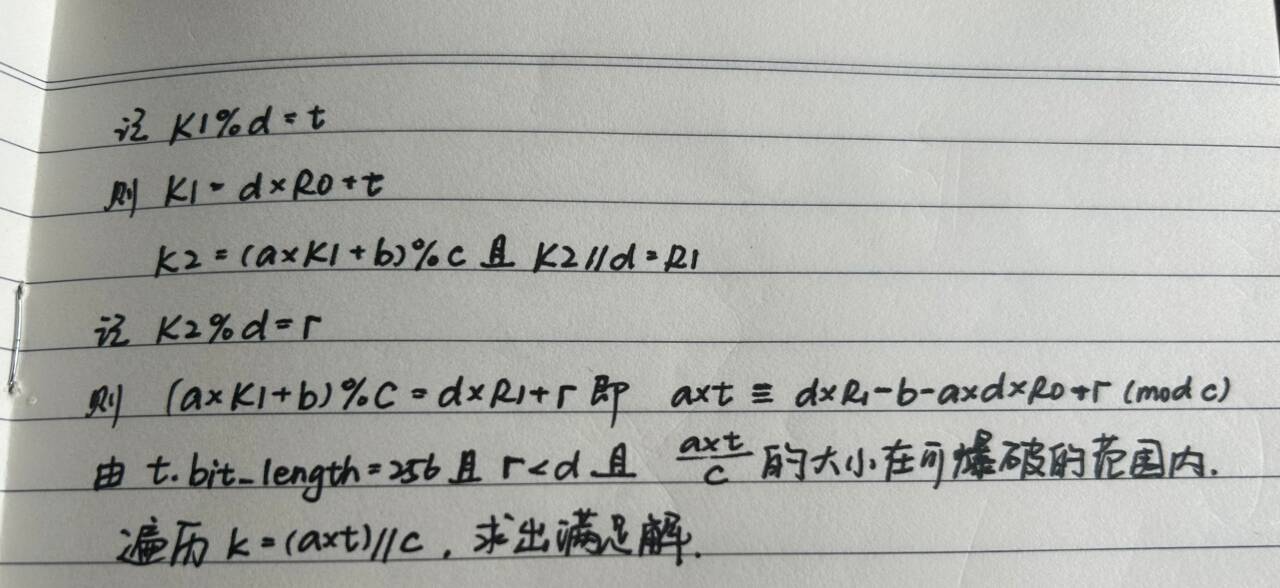 记 K1%d=t
则 K1=d×R0+t
K2=(a×K1+b)%c 且 K2//d=R1
记 K2%d=r
则 (a×K1+b)%C=d×R1+r 即 a×t≡d×R1-b-a×d×R0+r (mod c)
由 t.bit_length=256 且 r<d 且 a×t/c 的大小在可爆破的范围内.
遍历 k=(a×t)//c, 求出满足解.